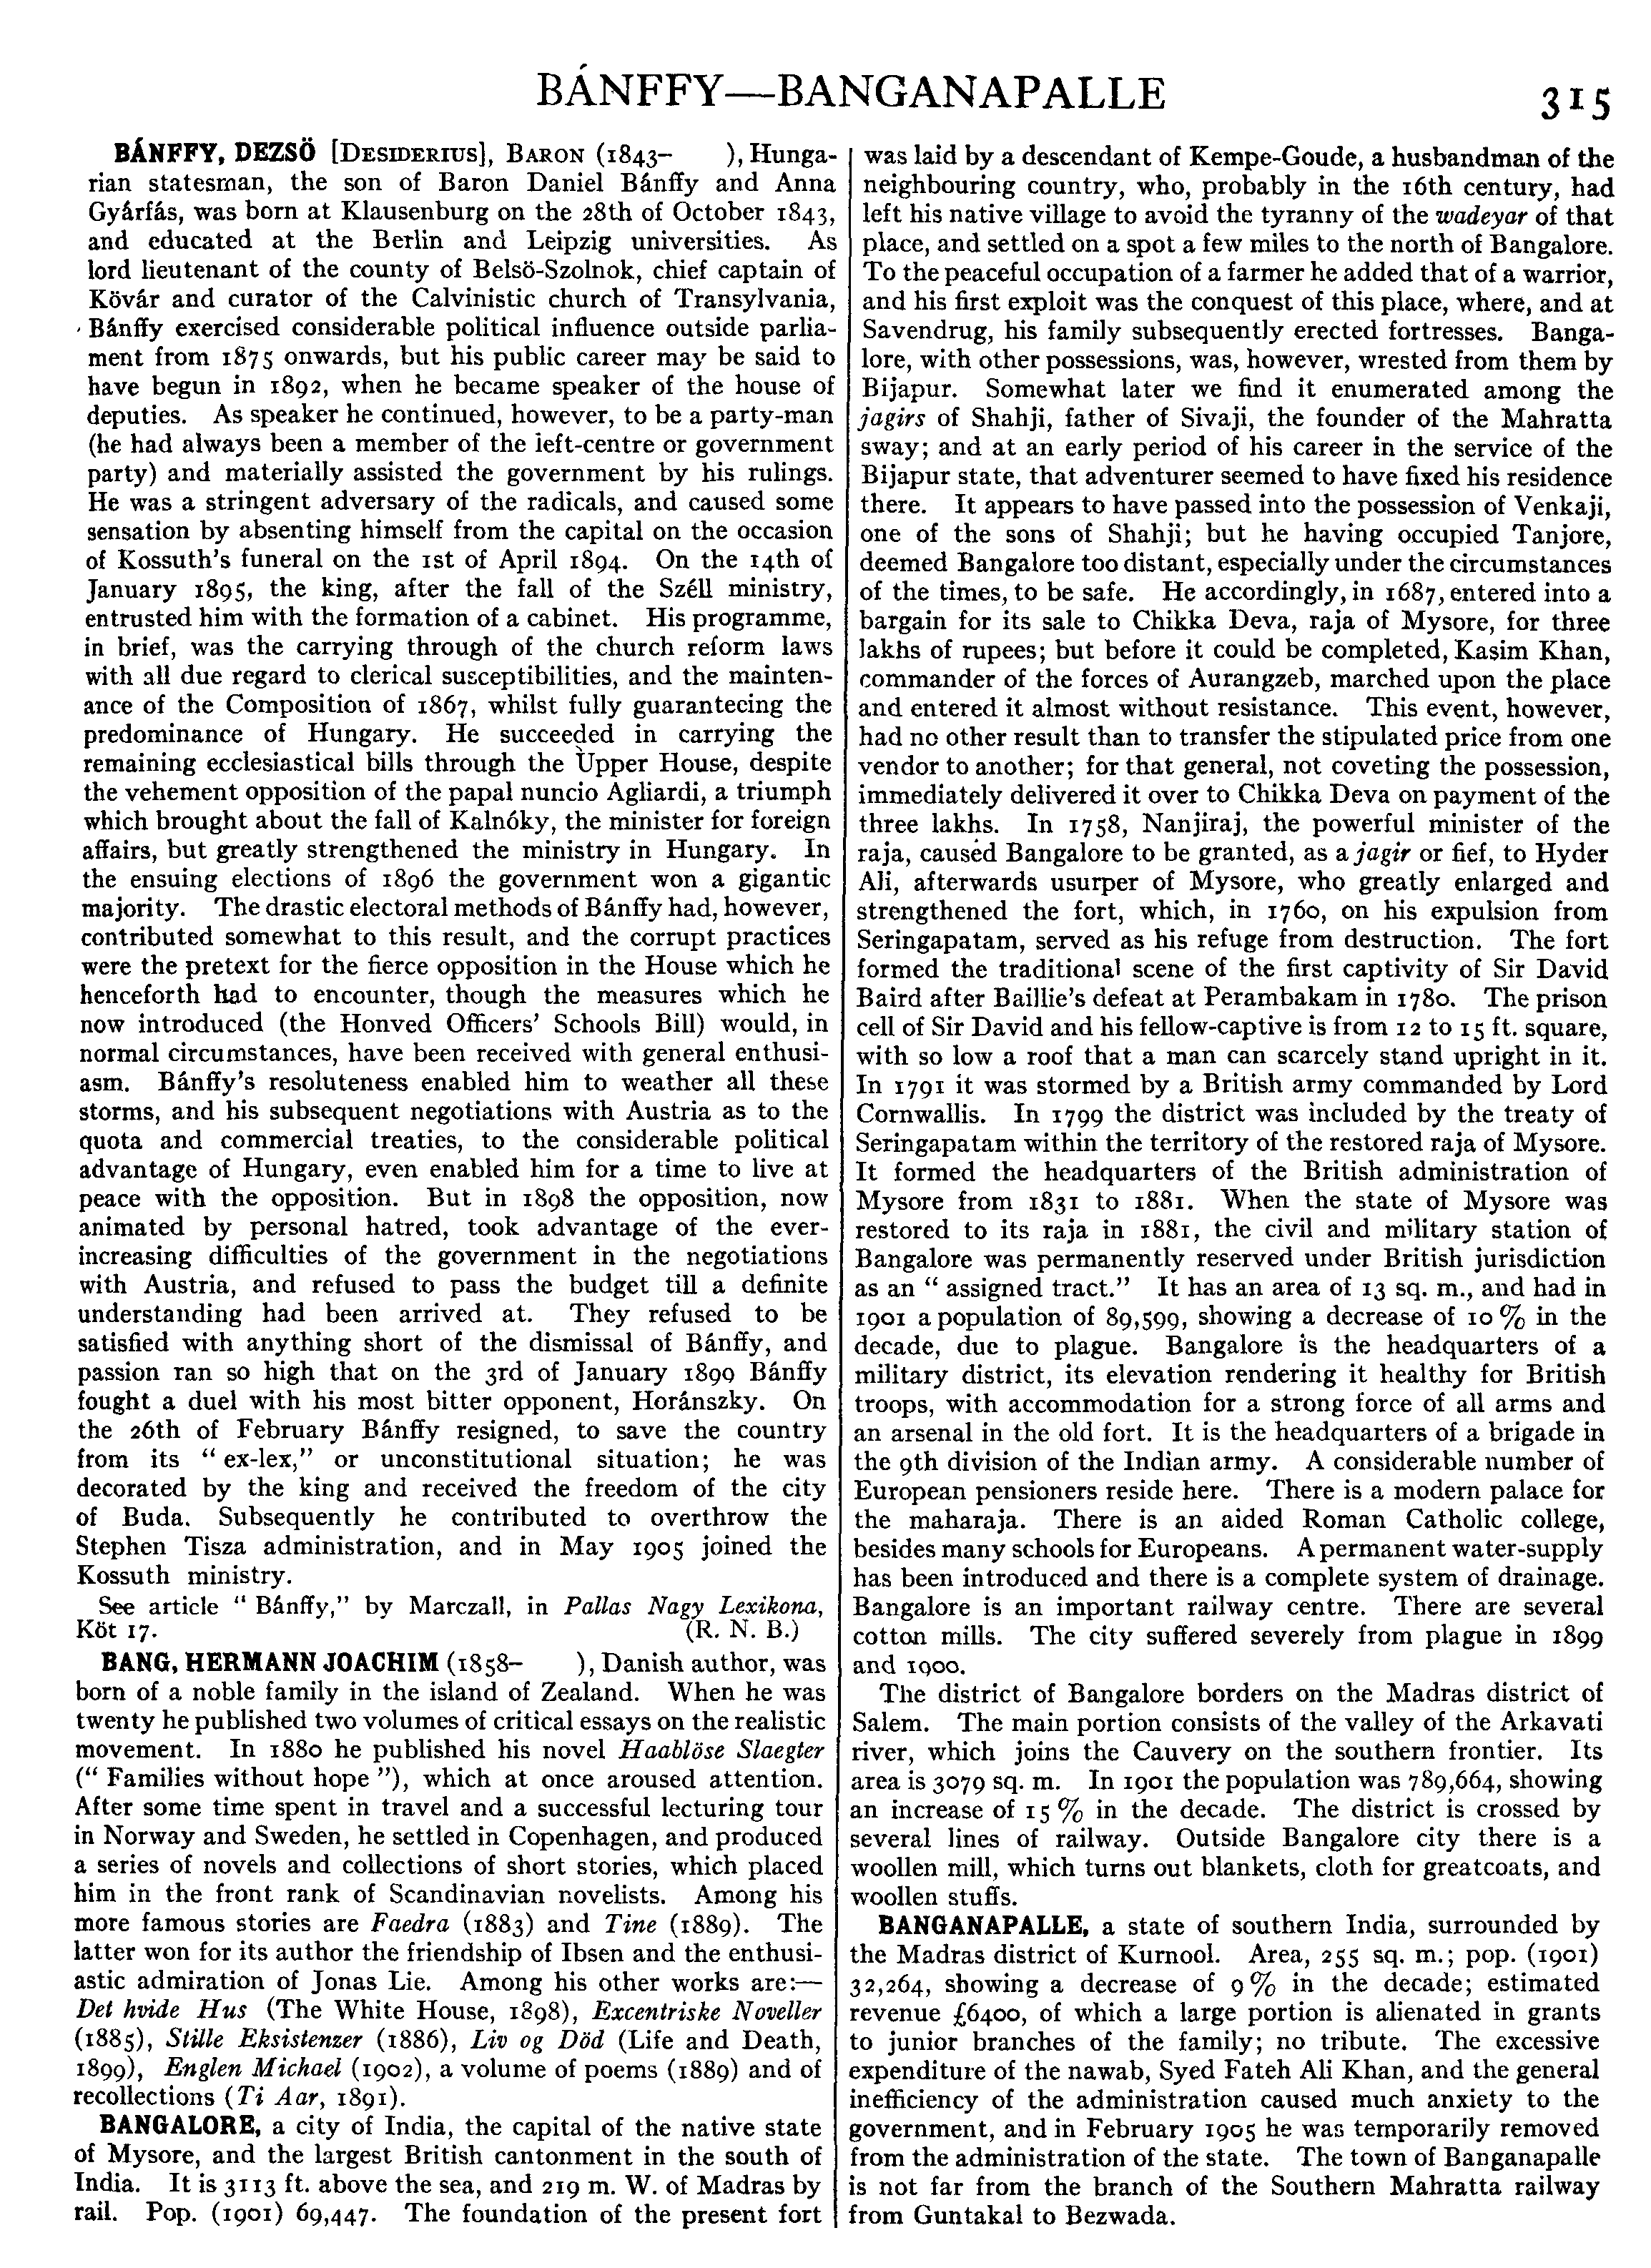 BÁNFFY—BANGANAPALLE
315
BÁNFFY, DEZSÖ [DESIDERIUS], BARON (1843– ), Hunga-
rian statesman, the son of Baron Daniel Bánffy and Anna
Gyárfás, was born at Klausenburg on the 28th of October 1843,
and educated at the Berlin and Leipzig universities. As
lord lieutenant of the county of Belsö-Szolnok, chief captain of
Kövár and curator of the Calvinistic church of Transylvania,
Bánffy exercised considerable political influence outside parlia-
ment from 1875 onwards, but his public career may be said to
have begun in 1892, when he became speaker of the house of
deputies. As speaker he continued, however, to be a party-man
(he had always been a member of the left-centre or government
party) and materially assisted the government by his rulings.
He was a stringent adversary of the radicals, and caused some
sensation by absenting himself from the capital on the occasion
of Kossuth's funeral on the 1st of April 1894. On the 14th of
January 1895, the king, after the fall of the Széll ministry,
entrusted him with the formation of a cabinet. His programme,
in brief, was the carrying through of the church reform laws
with all due regard to clerical susceptibilities, and the mainten-
ance of the Composition of 1867, whilst fully guaranteeing the
predominance of Hungary. He succeeded in carrying the
remaining ecclesiastical bills through the Upper House, despite
the vehement opposition of the papal nuncio Agliardi, a triumph
which brought about the fall of Kalnóky, the minister for foreign
affairs, but greatly strengthened the ministry in Hungary. In
the ensuing elections of 1896 the government won a gigantic
majority. The drastic electoral methods of Bánffy had, however,
contributed somewhat to this result, and the corrupt practices
were the pretext for the fierce opposition in the House which he
henceforth had to encounter, though the measures which he
now introduced (the Honved Officers' Schools Bill) would, in
normal circumstances, have been received with general enthusi-
asm. Bánffy's resoluteness enabled him to weather all these
storms, and his subsequent negotiations with Austria as to the
quota and commercial treaties, to the considerable political
advantage of Hungary, even enabled him for a time to live at
peace with the opposition. But in 1898 the opposition, now
animated by personal hatred, took advantage of the ever-
increasing difficulties of the government in the negotiations
with Austria, and refused to pass the budget till a definite
understanding had been arrived at. They refused to be
satisfied with anything short of the dismissal of Bánffy, and
passion ran so high that on the 3rd of January 1899 Bánffy
fought a duel with his most bitter opponent, Horánszky. On
the 26th of February Bánffy resigned, to save the country
from its " ex-lex," or unconstitutional situation; he was
decorated by the king and received the freedom of the city
of Buda. Subsequently he contributed to overthrow the
Stephen Tisza administration, and in May 1905 joined the
Kossuth ministry.
See article " Bánffy," by Marczall, in Pallas Nagy Lexikona,
Köt 17. (R. N. B.)
BANG, HERMANN JOACHIM (1858– ), Danish author, was
born of a noble family in the island of Zealand. When he was
twenty he published two volumes of critical essays on the realistic
movement. In 1880 he published his novel Haablöse Slaegter
(" Families without hope "), which at once aroused attention.
After some time spent in travel and a successful lecturing tour
in Norway and Sweden, he settled in Copenhagen, and produced
a series of novels and collections of short stories, which placed
him in the front rank of Scandinavian novelists. Among his
more famous stories are Faedra (1883) and Tine (1889). The
latter won for its author the friendship of Ibsen and the enthusi-
astic admiration of Jonas Lie. Among his other works are:—
Det hvide Hus (The White House, 1898), Excentriske Noveller
(1885), Stille Eksistenzer (1886), Liv og Död (Life and Death,
1899), Englen Michael (1902), a volume of poems (1889) and of
recollections (Ti Aar, 1891).
BANGALORE, a city of India, the capital of the native state
of Mysore, and the largest British cantonment in the south of
India. It is 3113 ft. above the sea, and 219 m. W. of Madras by
rail. Pop. (1901) 69,447. The foundation of the present fort
was laid by a descendant of Kempe-Goude, a husbandman of the
neighbouring country, who, probably in the 16th century, had
left his native village to avoid the tyranny of the wadeyar of that
place, and settled on a spot a few miles to the north of Bangalore.
To the peaceful occupation of a farmer he added that of a warrior,
and his first exploit was the conquest of this place, where, and at
Savendrug, his family subsequently erected fortresses. Banga-
lore, with other possessions, was, however, wrested from them by
Bijapur. Somewhat later we find it enumerated among the
jagirs of Shahji, father of Sivaji, the founder of the Mahratta
sway; and at an early period of his career in the service of the
Bijapur state, that adventurer seemed to have fixed his residence
there. It appears to have passed into the possession of Venkaji,
one of the sons of Shahji; but he having occupied Tanjore,
deemed Bangalore too distant, especially under the circumstances
of the times, to be safe. He accordingly, in 1687, entered into a
bargain for its sale to Chikka Deva, raja of Mysore, for three
lakhs of rupees; but before it could be completed, Kasim Khan,
commander of the forces of Aurangzeb, marched upon the place
and entered it almost without resistance. This event, however,
had no other result than to transfer the stipulated price from one
vendor to another; for that general, not coveting the possession,
immediately delivered it over to Chikka Deva on payment of the
three lakhs. In 1758, Nanjiraj, the powerful minister of the
raja, caused Bangalore to be granted, as a jagir or fief, to Hyder
Ali, afterwards usurper of Mysore, who greatly enlarged and
strengthened the fort, which, in 1760, on his expulsion from
Seringapatam, served as his refuge from destruction. The fort
formed the traditional scene of the first captivity of Sir David
Baird after Baillie's defeat at Perambakam in 1780. The prison
cell of Sir David and his fellow-captive is from 12 to 15 ft. square,
with so low a roof that a man can scarcely stand upright in it.
In 1791 it was stormed by a British army commanded by Lord
Cornwallis. In 1799 the district was included by the treaty of
Seringapatam within the territory of the restored raja of Mysore.
It formed the headquarters of the British administration of
Mysore from 1831 to 1881. When the state of Mysore was
restored to its raja in 1881, the civil and military station of
Bangalore was permanently reserved under British jurisdiction
as an " assigned tract." It has an area of 13 sq. m., and had in
1901 a population of 89,599, showing a decrease of 10 % in the
decade, due to plague. Bangalore is the headquarters of a
military district, its elevation rendering it healthy for British
troops, with accommodation for a strong force of all arms and
an arsenal in the old fort. It is the headquarters of a brigade in
the 9th division of the Indian army. A considerable number of
European pensioners reside here. There is a modern palace for
the maharaja. There is an aided Roman Catholic college,
besides many schools for Europeans. A permanent water-supply
has been introduced and there is a complete system of drainage.
Bangalore is an important railway centre. There are several
cotton mills. The city suffered severely from plague in 1899
and 1900.
The district of Bangalore borders on the Madras district of
Salem. The main portion consists of the valley of the Arkavati
river, which joins the Cauvery on the southern frontier. Its
area is 3079 sq. m. In 1901 the population was 789,664, showing
an increase of 15 % in the decade. The district is crossed by
several lines of railway. Outside Bangalore city there is a
woollen mill, which turns out blankets, cloth for greatcoats, and
woollen stuffs.
BANGANAPALLE, a state of southern India, surrounded by
the Madras district of Kurnool. Area, 255 sq. m.; pop. (1901)
32,264, showing a decrease of 9 % in the decade; estimated
revenue £6400, of which a large portion is alienated in grants
to junior branches of the family; no tribute. The excessive
expenditure of the nawab, Syed Fateh Ali Khan, and the general
inefficiency of the administration caused much anxiety to the
government, and in February 1905 he was temporarily removed
from the administration of the state. The town of Banganapalle
is not far from the branch of the Southern Mahratta railway
from Guntakal to Bezwada.